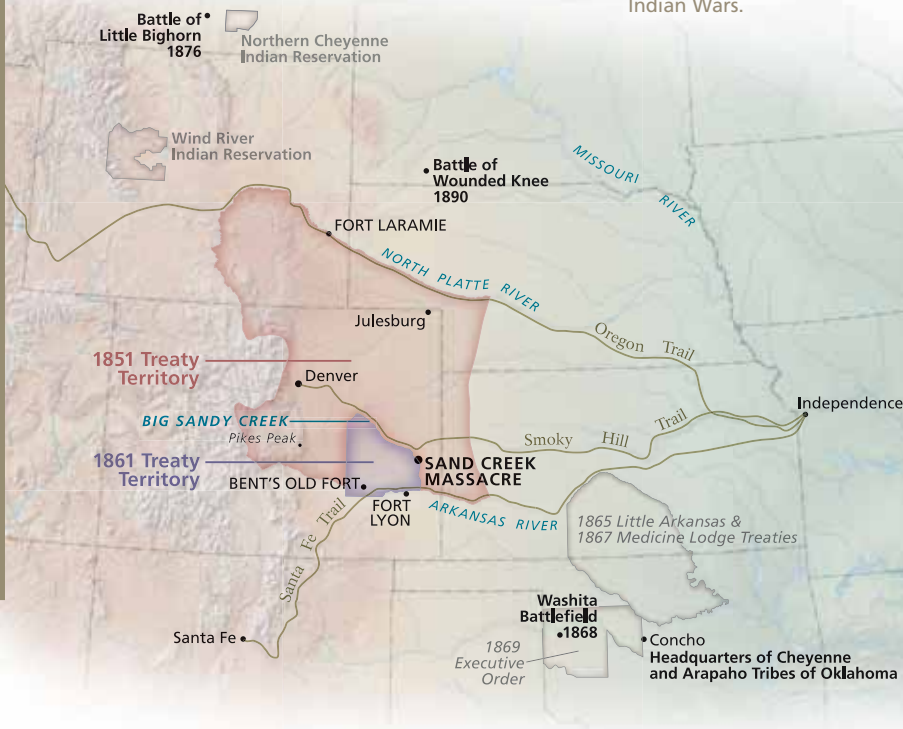 Indian Wars.
Battle of
Little Bighorn
1876
Northern Cheyenne
Indian Reservation
Wind River
Indian Reservation
Battle of
Wounded Knee
1890
MISSOURI
RIVER
FORT LARAMIE
NORTH PLATTE RIVER
Julesburg
Oregon Trail
1851 Treaty
Territory
Denver
Independence
BIG SANDY CREEK
Pikes Peak
Smoky Hill Trail
1861 Treaty
Territory
SAND CREEK
MASSACRE
BENT'S OLD FORT
FORT
LYON
ARKANSAS RIVER
Santa Fe Trail
1865 Little Arkansas &
1867 Medicine Lodge Treaties
Washita
Battlefield
1868
Santa Fe
1869
Executive
Order
Concho
Headquarters of Cheyenne
and Arapaho Tribes of Oklahoma